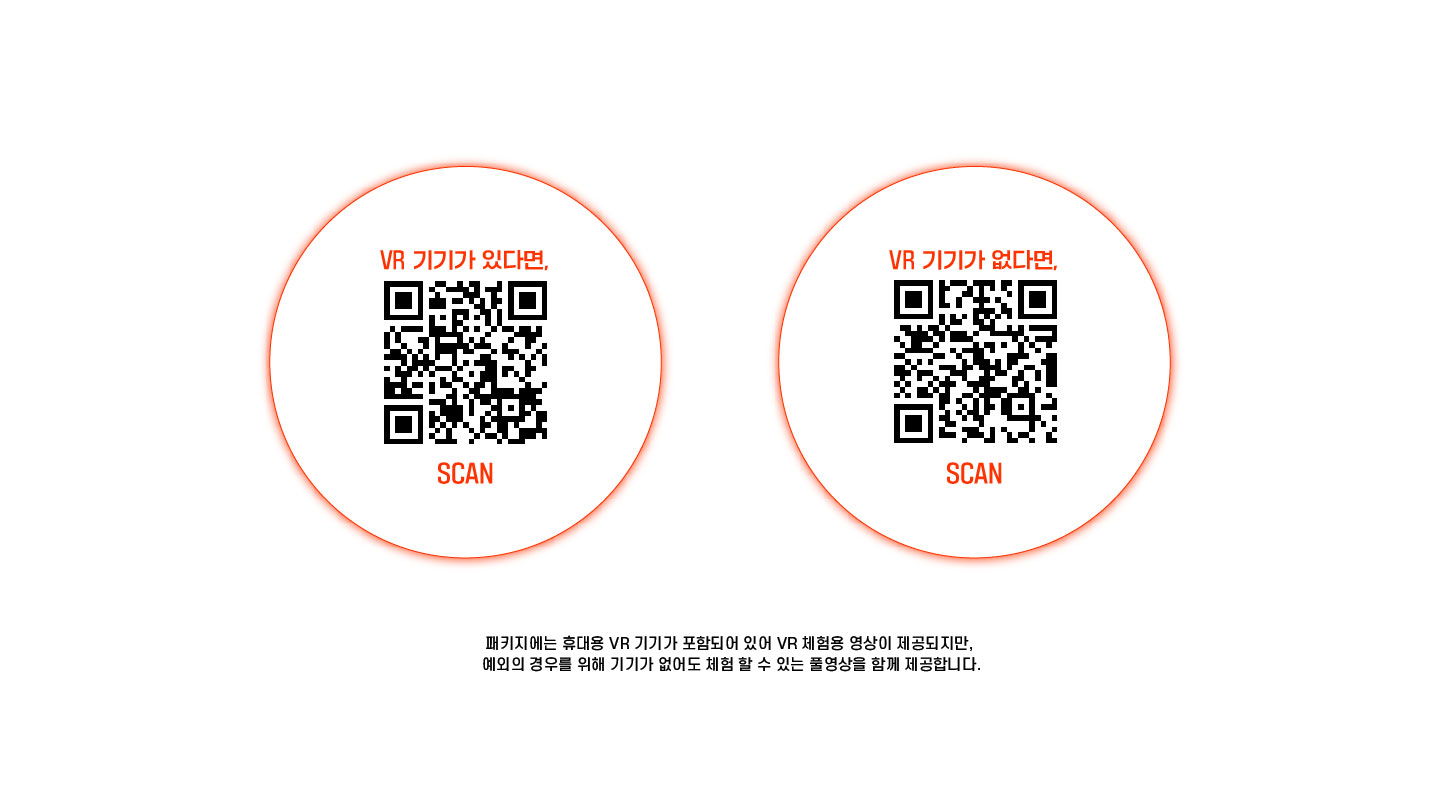 VR 기기가 있다면,
SCAN
VR 기기가 없다면,
SCAN
패키지에는 휴대용 VR 기기가 포함되어 있어 VR 체험용 영상이 제공되지만,
예외의 경우를 위해 기기가 없어도 체험 할 수 있는 풀영상을 함께 제공합니다.